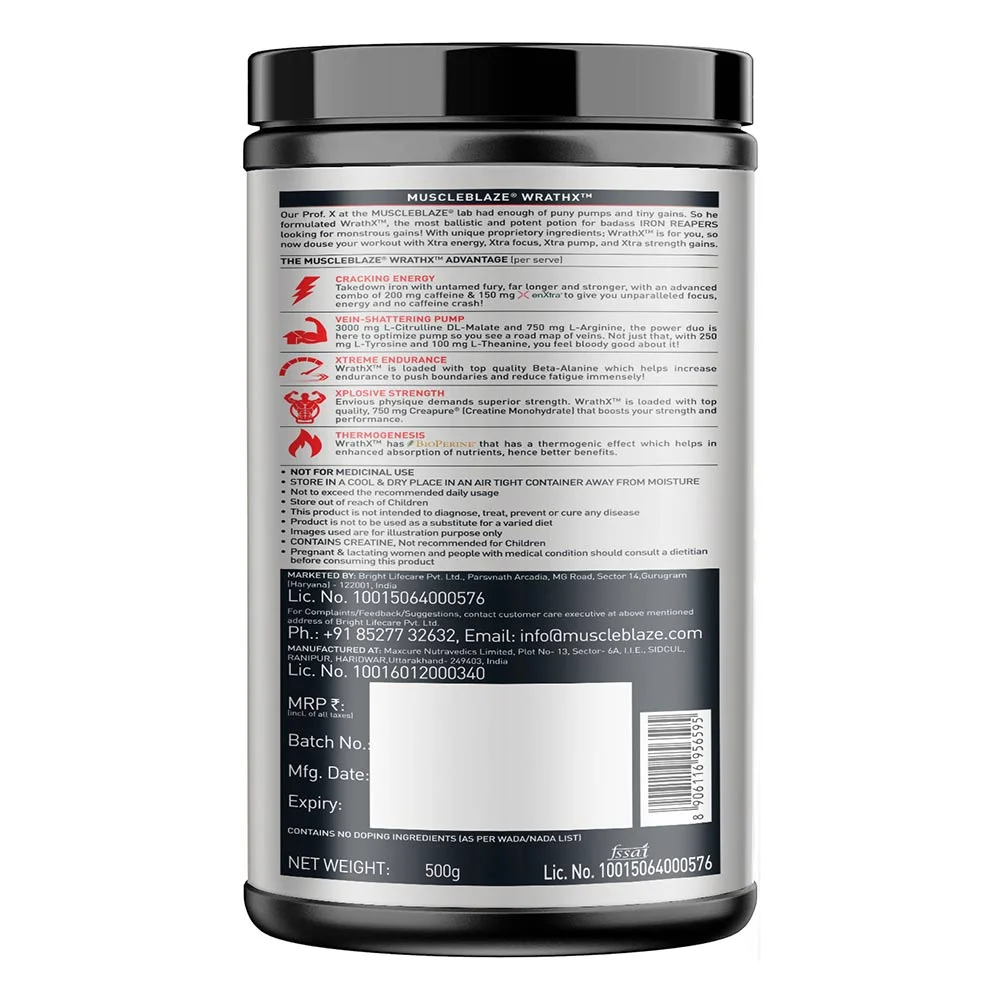 MUSCLEBLAZE® WRATHX™
Our Prof. X at the MUSCLEBLAZE® lab had enough of puny pumps and tiny gains. So he
formulated WrathX™, the most ballistic and potent potion for badass IRON REAPERS
looking for monstrous gains! With unique proprietary ingredients; WrathX™ is for you, so
now douse your workout with Xtra energy, Xtra focus, Xtra pump, and Xtra strength gains.
THE MUSCLEBLAZE® WRATHX™ ADVANTAGE (per serve)
CRACKING ENERGY
Takedown iron with untamed fury, far longer and stronger, with an advanced
combo of 200 mg caffeine & 150 mg enXtra® to give you unparalleled focus,
energy and no caffeine crash!
VEIN-SHATTERING PUMP
3000 mg L-Citrulline DL-Malate and 750 mg L-Arginine, the power duo is
here to optimize pump so you see a road map of veins. Not just that, with 250
mg L-Tyrosine and 100 mg L-Theanine, you feel bloody good about it!
XTREME ENDURANCE
WrathX™ is loaded with top quality Beta-Alanine which helps increase
endurance to push boundaries and reduce fatigue immensely!
XPLOSIVE STRENGTH
Envious physique demands superior strength. WrathX™ is loaded with top
quality, 750 mg Creapure® (Creatine Monohydrate) that boosts your strength and
performance.
THERMOGENESIS
WrathX™ has BIOPERINE® that has a thermogenic effect which helps in
enhanced absorption of nutrients, hence better benefits.
• NOT FOR MEDICINAL USE
• STORE IN A COOL & DRY PLACE IN AN AIR TIGHT CONTAINER AWAY FROM MOISTURE
• Not to exceed the recommended daily usage
• Store out of reach of Children
• This product is not intended to diagnose, treat, prevent or cure any disease
• Product is not to be used as a substitute for a varied diet
• Images used are for illustration purpose only
• CONTAINS CREATINE, Not recommended for Children
• Pregnant & lactating women and people with medical condition should consult a dietitian
before consuming this product
MARKETED BY: Bright Lifecare Pvt. Ltd., Parsvnath Arcadia, MG Road, Sector 14,Gurugram
(Haryana) - 122001, India
Lic. No. 10015064000576
For Complaints/Feedback/Suggestions, contact customer care executive at above mentioned
address of Bright Lifecare Pvt. Ltd.
Ph.: +91 85277 32632, Email: info@muscleblaze.com
MANUFACTURED AT: Maxcure Nutravedics Limited, Plot No- 13, Sector- 6A, I.I.E., SIDCUL,
RANIPUR, HARIDWAR,Uttarakhand- 249403, India
Lic. No. 10016012000340
MRP ₹:
(incl. of all taxes)
Batch No.:
Mfg. Date:
Expiry:
8 906116 956595
CONTAINS NO DOPING INGREDIENTS (AS PER WADA/NADA LIST)
NET WEIGHT: 500g
fssai
Lic. No. 10015064000576